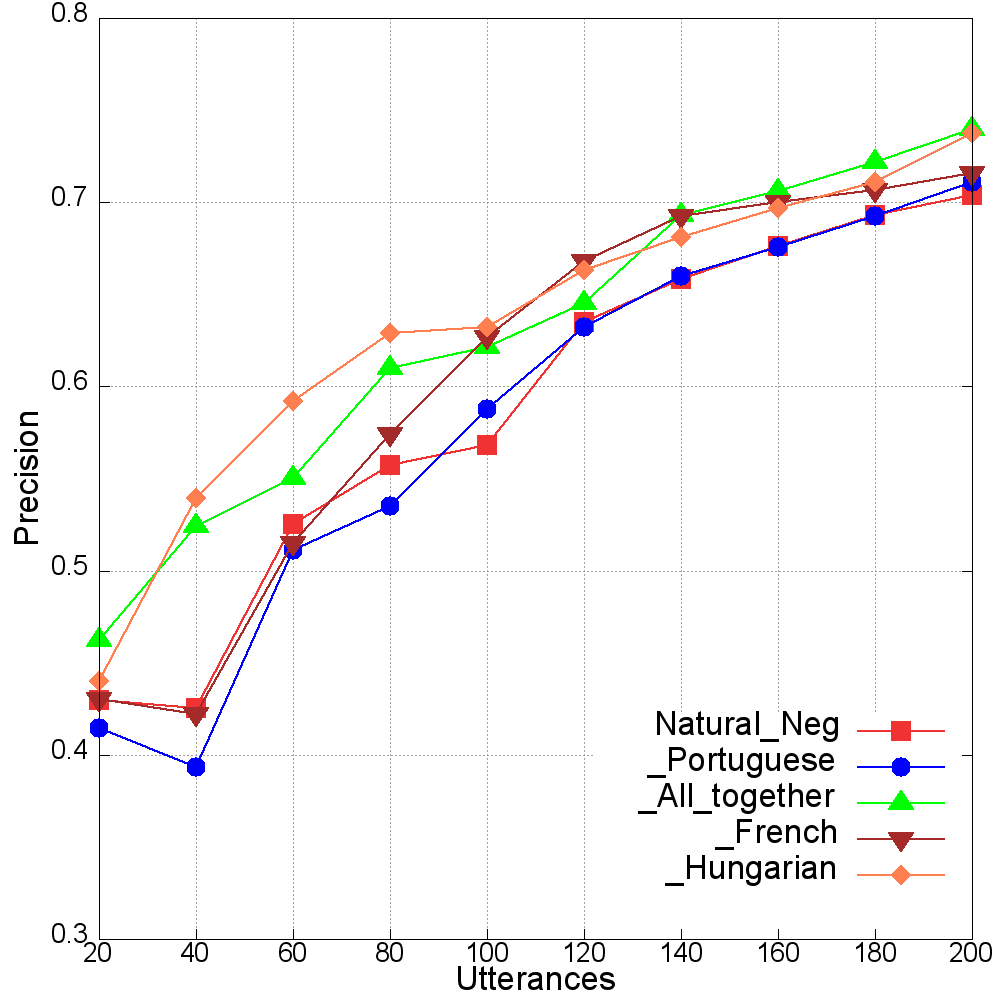 0.8
0.7
0.6
0.5
0.4
0.3
Precision
20 40 60 80 100 120 140 160 180 200
Utterances
Natural_Neg
_Portuguese
_All_together
_French
_Hungarian